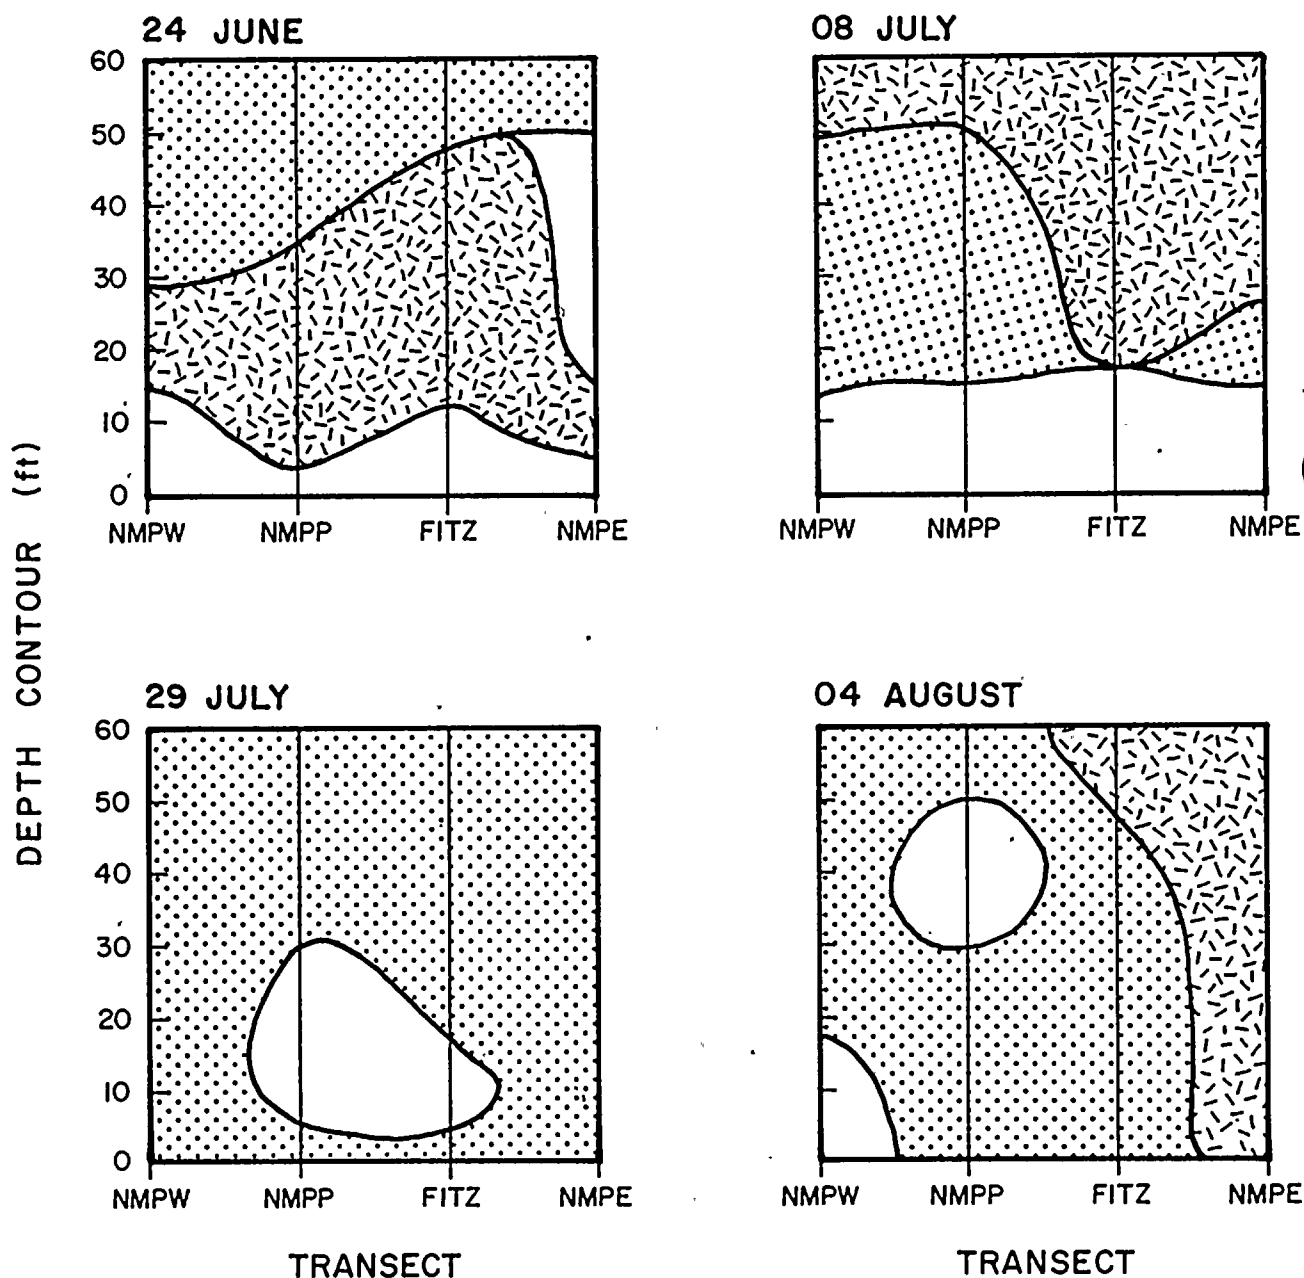 24 JUNE
60
50
40
30
20
10
0
NMPW NMPP FITZ NMPE
08 JULY
NMPW NMPP FITZ NMPE
DEPTH CONTOUR (ft)
29 JULY
60
50
40
30
20
10
0
NMPW NMPP FITZ NMPE
TRANSECT
04 AUGUST
NMPW NMPP FITZ NMPE
TRANSECT